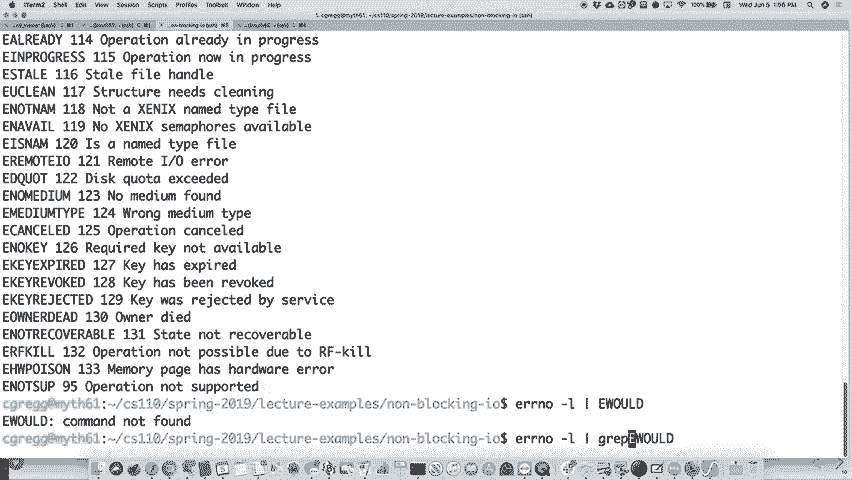 iTerm2 Shell Edit View Session Scripts Profiles Toolbelt Window Help 100% Wed Jun 5 1:56 PM
1. cgregg@myth61: ~/cs110/spring-2019/lecture-examples/non-blocking-io (ssh)
EALREADY 114 Operation already in progress
EINPROGRESS 115 Operation now in progress
ESTALE 116 Stale file handle
EUCLEAN 117 Structure needs cleaning
ENOTNAM 118 Not a XENIX named type file
ENAVAIL 119 No XENIX semaphores available
EISNAM 120 Is a named type file
EREMOTEIO 121 Remote I/O error
EDQUOT 122 Disk quota exceeded
ENOMEDIUM 123 No medium found
EMEDIUMTYPE 124 Wrong medium type
ECANCELED 125 Operation canceled
ENOKEY 126 Required key not available
EKEYEXPIRED 127 Key has expired
EKEYREVOKED 128 Key has been revoked
EKEYREJECTED 129 Key was rejected by service
EOWNERDEAD 130 Owner died
ENOTRECOVERABLE 131 State not recoverable
ERFKILL 132 Operation not possible due to RF-kill
EHWPOISON 133 Memory page has hardware error
ENOTSUP 95 Operation not supported
cgregg@myth61:~/cs110/spring-2019/lecture-examples/non-blocking-io$ errno -l | EWOULD
EWOULD: command not found
cgregg@myth61:~/cs110/spring-2019/lecture-examples/non-blocking-io$ errno -l | grepEWOULD